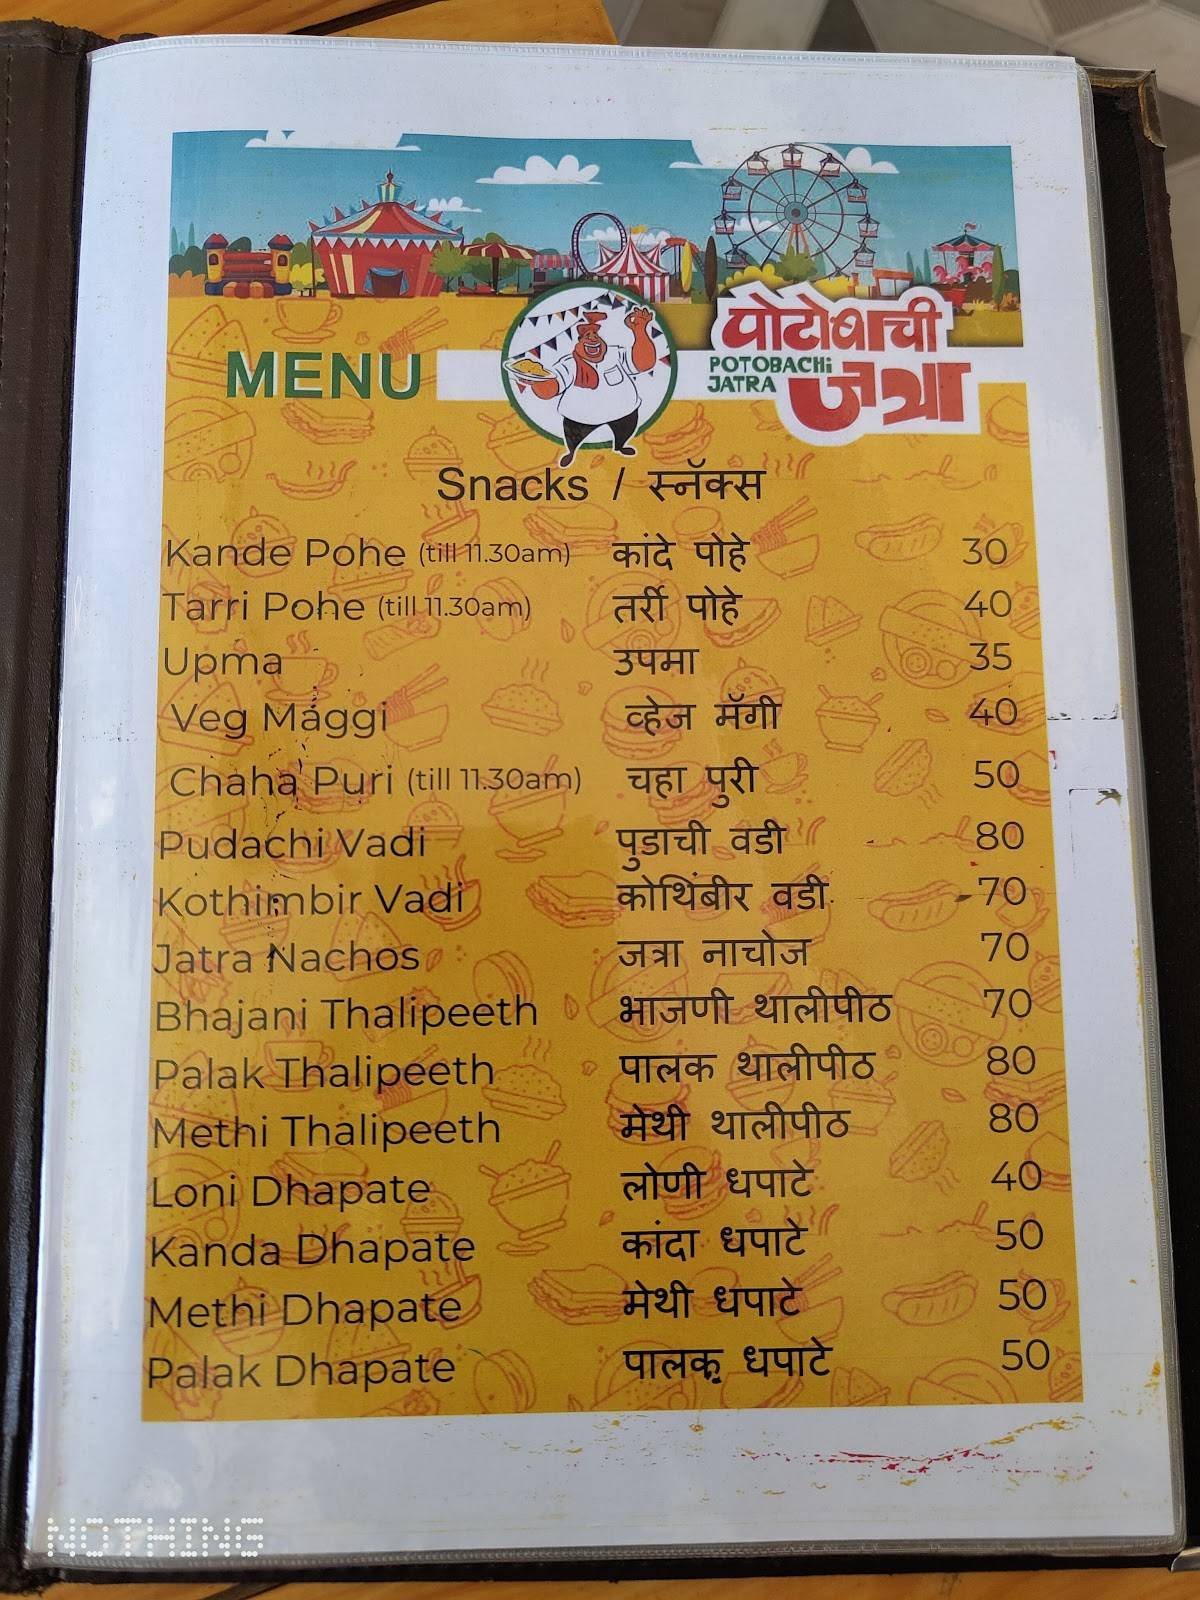 पोटोबाची
MENU
POTOBACHi
JATRA
जत्रा
Snacks / स्नॅक्स
Kande Pohe (till 11.30am) कांदे पोहे 30
Tarri Pohe (till 11.30am) तर्री पोहे 40
Upma उपमा 35
Veg Maggi व्हेज मॅगी 40
Chaha Puri (till 11.30am) चहा पुरी 50
Pudachi Vadi पुडाची वडी 80
Kothimbir Vadi कोथिंबीर वडी 70
Jatra Nachos जत्रा नाचोज 70
Bhajani Thalipeeth भाजणी थालीपीठ 70
Palak Thalipeeth पालक थालीपीठ 80
Methi Thalipeeth मेथी थालीपीठ 80
Loni Dhapate लोणी धपाटे 40
Kanda Dhapate कांदा धपाटे 50
Methi Dhapate मेथी धपाटे 50
Palak Dhapate पालक धपाटे 50
NOTHING